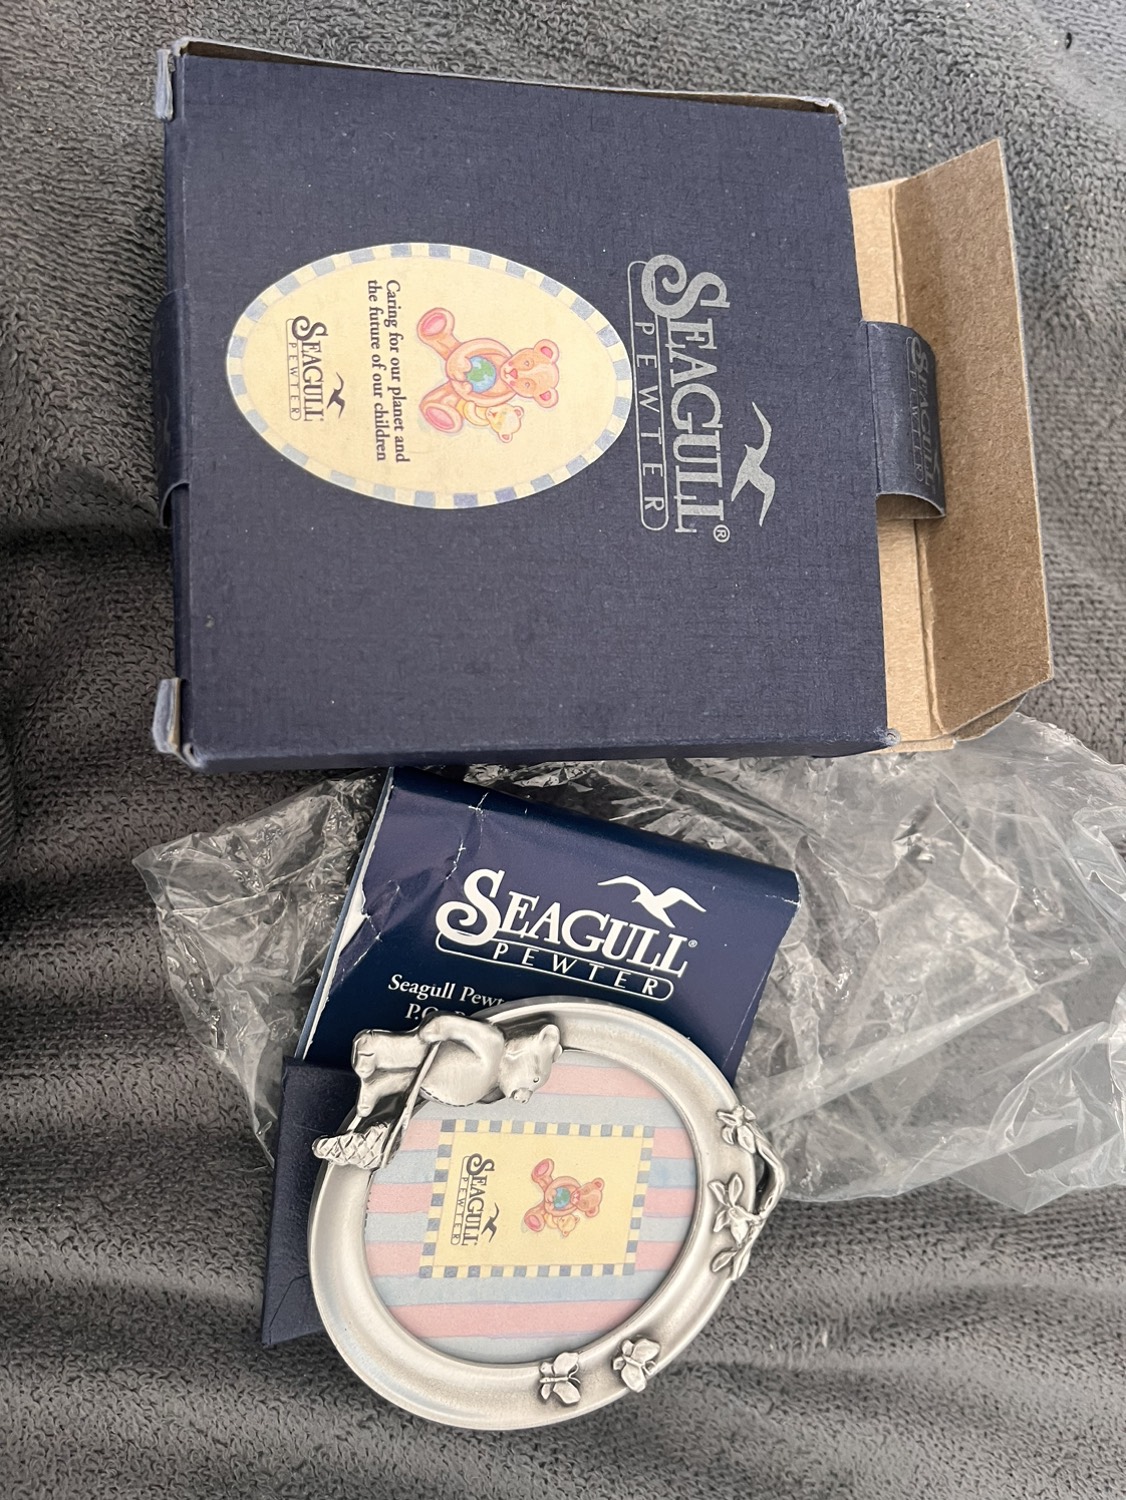 SEAGULL®
PEWTER
Caring for our planet and
the future of our children
SEAGULL
PEWTER
SEAGULL
PEWTER
SEAGULL®
PEWTER
Seagull
P.O.
SEAGULL
PEWTER